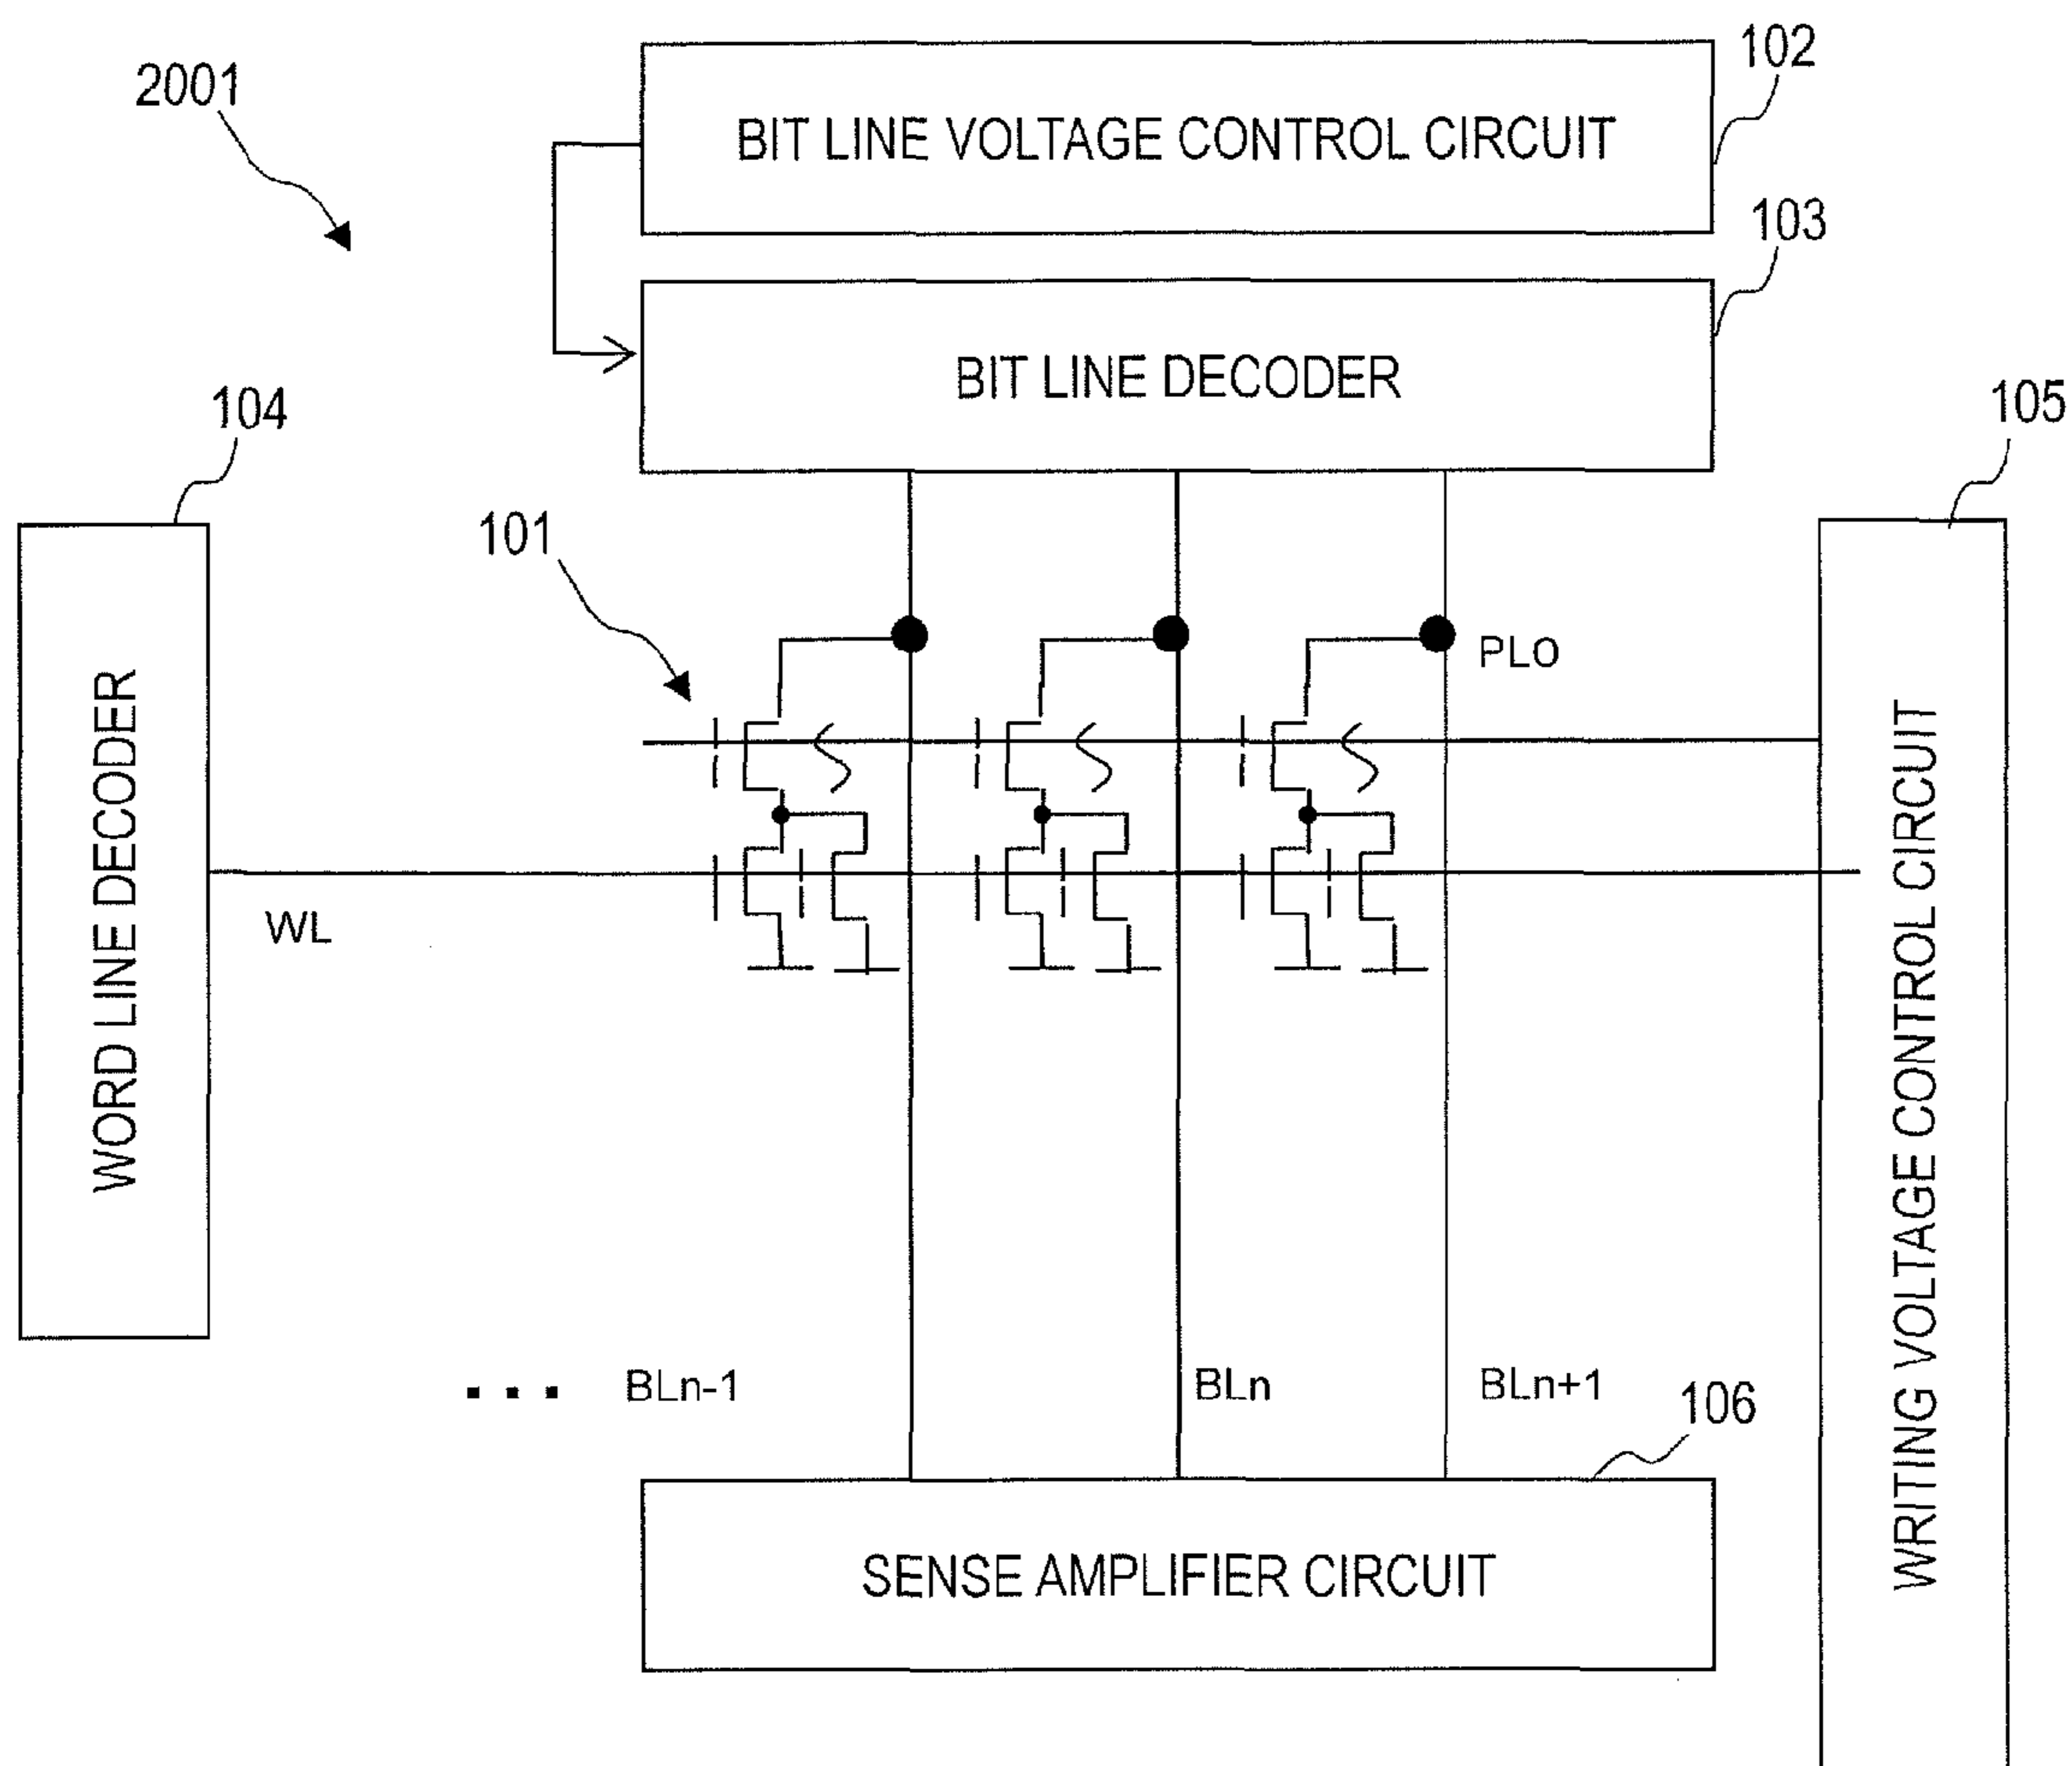 2001
102
BIT LINE VOLTAGE CONTROL CIRCUIT
103
BIT LINE DECODER
104
105
101
WORD LINE DECODER
PLO
WRITING VOLTAGE CONTROL CIRCUIT
WL
... BLn-1
BLn
BLn+1
106
SENSE AMPLIFIER CIRCUIT